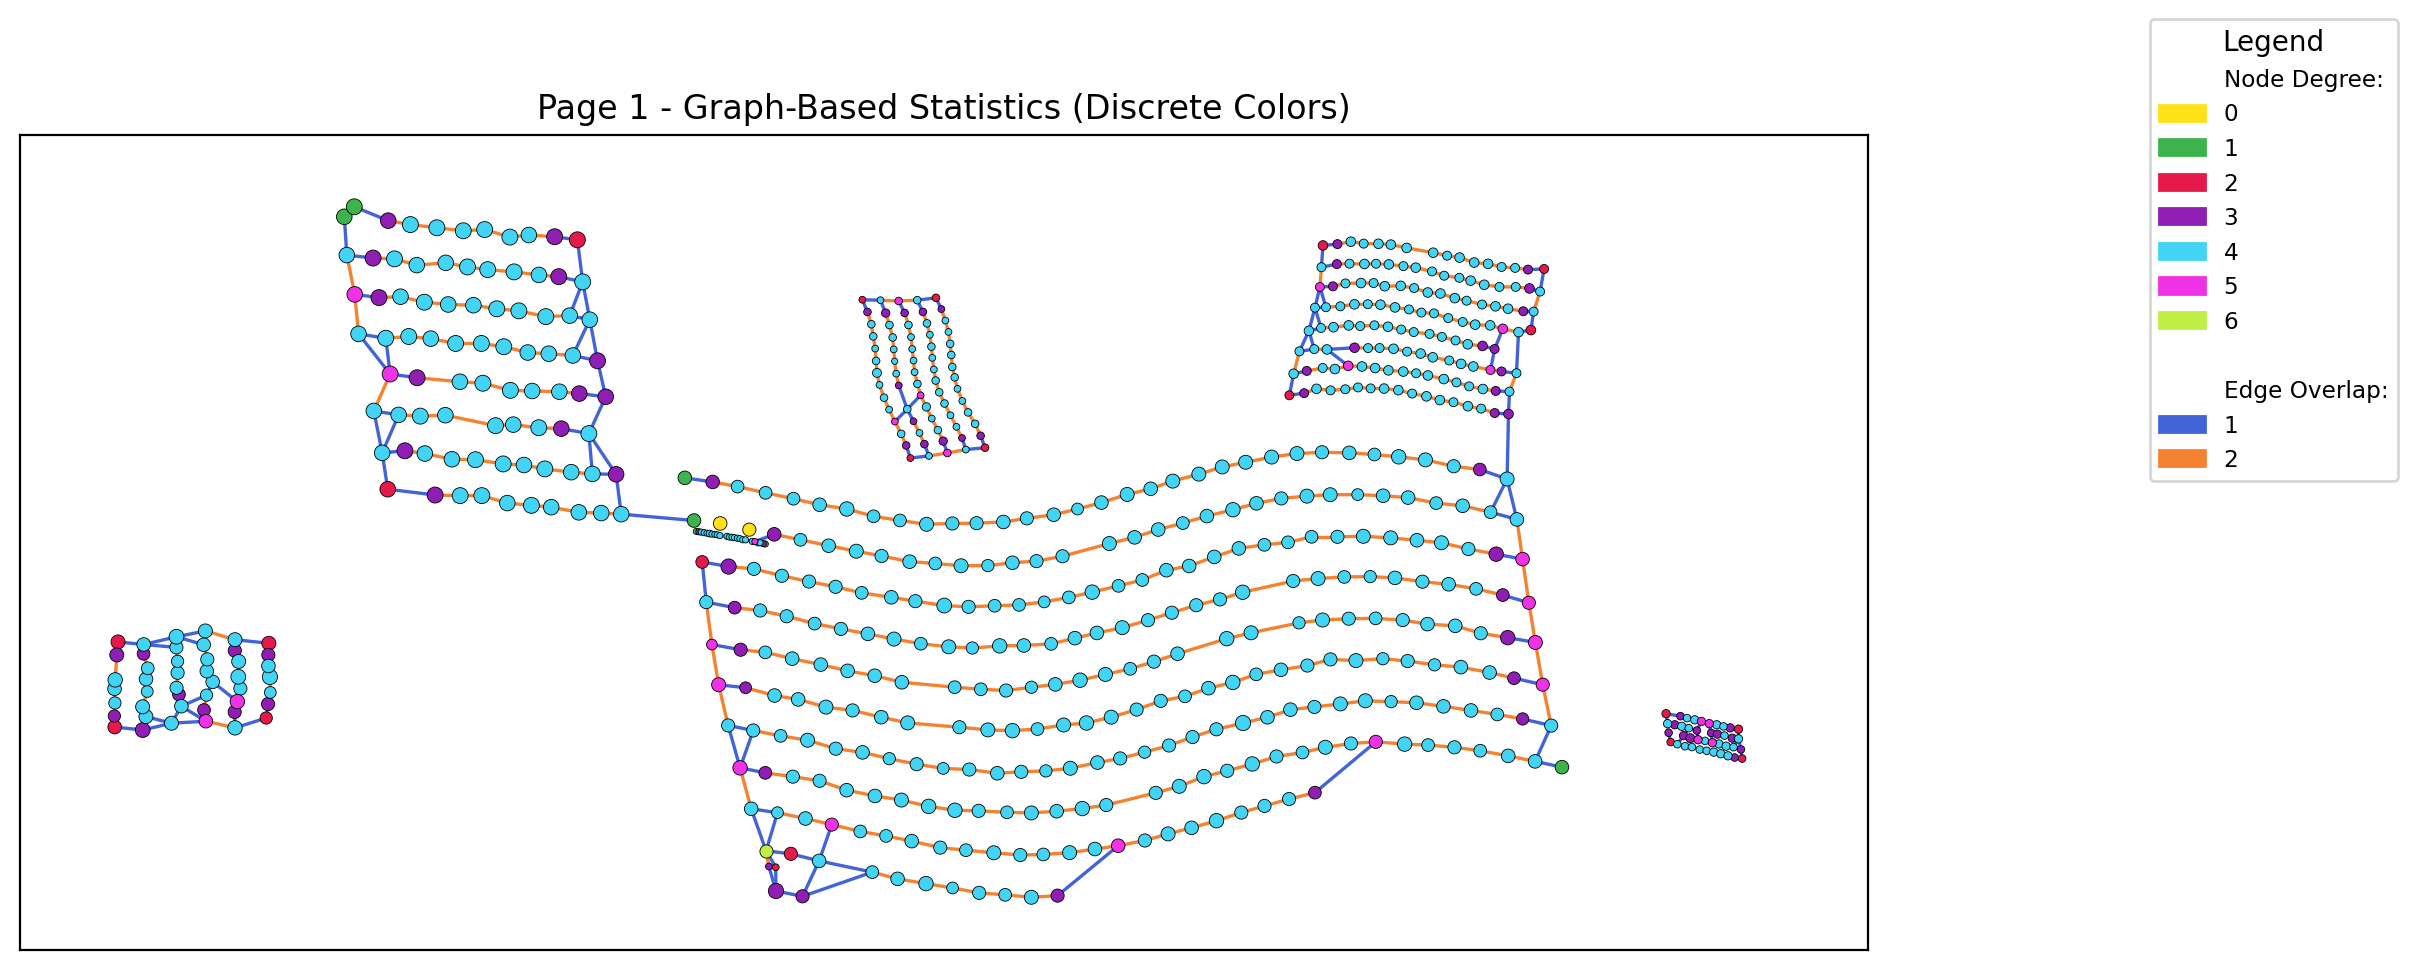 Page 1 - Graph-Based Statistics (Discrete Colors)
Legend
Node Degree:
0
1
2
3
4
5
6
Edge Overlap:
1
2